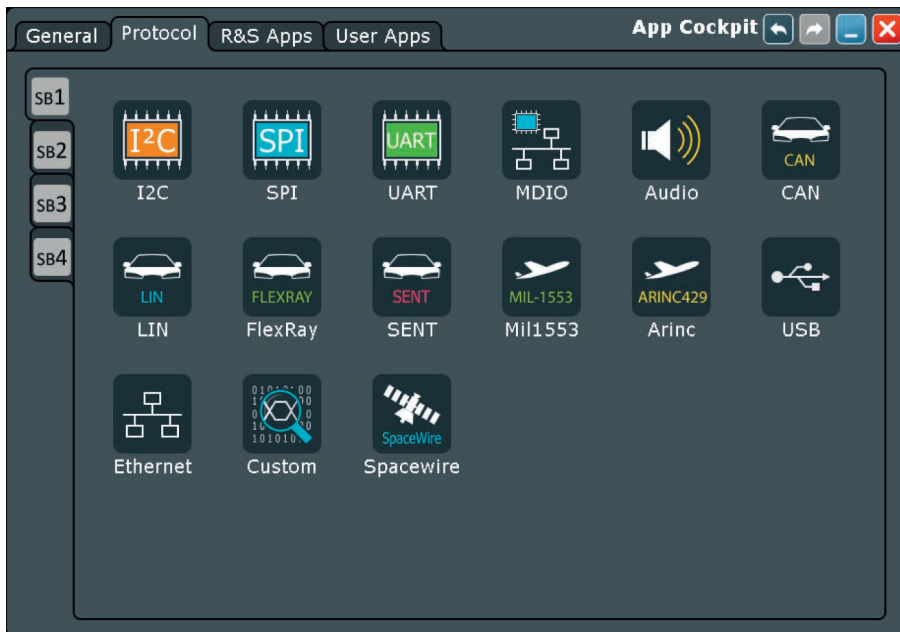 General Protocol R&S Apps User Apps App Cockpit
SB1
SB2
SB3
SB4
I²C SPI UART CAN
I2C SPI UART MDIO Audio CAN
LIN FLEXRAY SENT MIL-1553 ARINC429
LIN FlexRay SENT Mil1553 Arinc USB
SpaceWire
Ethernet Custom Spacewire